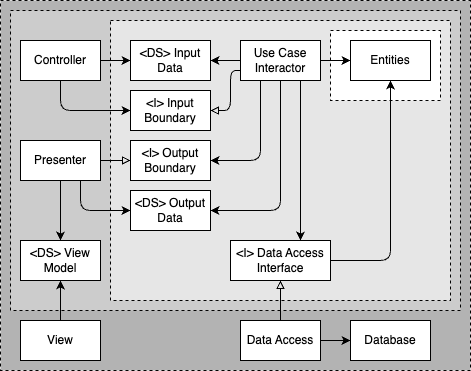 Controller
<DS> Input
Data
Use Case
Interactor
Entities
<I> Input
Boundary
Presenter
<I> Output
Boundary
<DS> Output
Data
<DS> View
Model
<I> Data Access
Interface
View
Data Access
Database